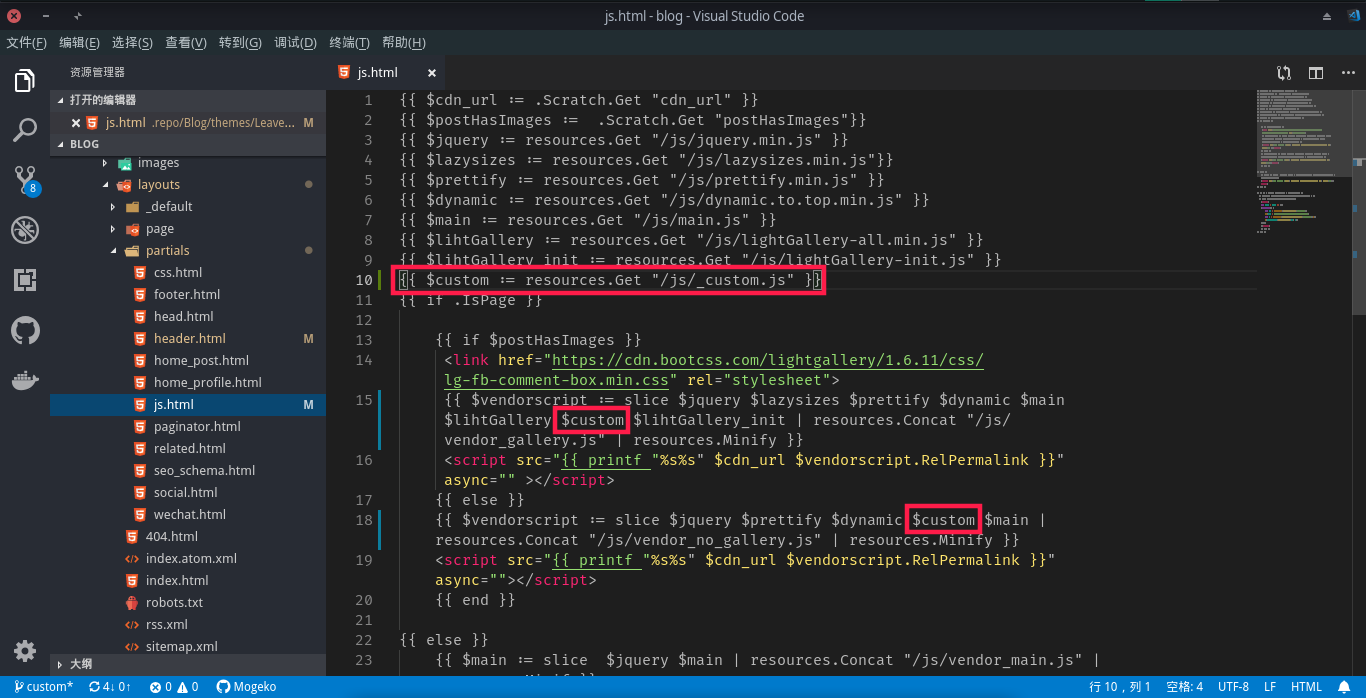 js.html - blog - Visual Studio Code
文件(F) 编辑(E) 选择(S) 查看(V) 转到(G) 调试(D) 终端(T) 帮助(H)
资源管理器
打开的编辑器
js.html .repo/Blog/themes/Leave... M
BLOG
images
layouts
_default
page
partials
css.html
footer.html
head.html
header.html M
home_post.html
home_profile.html
js.html M
paginator.html
related.html
seo_schema.html
social.html
wechat.html
404.html
index.atom.xml
index.html
robots.txt
rss.xml
sitemap.xml
大纲
8
js.html
1 {{ $cdn_url := .Scratch.Get "cdn_url" }}
2 {{ $postHasImages :=  .Scratch.Get "postHasImages"}}
3 {{ $jquery := resources.Get "/js/jquery.min.js" }}
4 {{ $lazysizes := resources.Get "/js/lazysizes.min.js"}}
5 {{ $prettify := resources.Get "/js/prettify.min.js" }}
6 {{ $dynamic := resources.Get "/js/dynamic.to.top.min.js" }}
7 {{ $main := resources.Get "/js/main.js" }}
8 {{ $lihtGallery := resources.Get "/js/lightGallery-all.min.js" }}
9 {{ $lihtGallery_init := resources.Get "/js/lightGallery-init.js" }}
10 {{ $custom := resources.Get "/js/_custom.js" }}
11 {{ if .IsPage }}
12
13 {{ if $postHasImages }}
14 <link href="https://cdn.bootcss.com/lightgallery/1.6.11/css/
lg-fb-comment-box.min.css" rel="stylesheet">
15 {{ $vendorscript := slice $jquery $lazysizes $prettify $dynamic $main
$lihtGallery $custom $lihtGallery_init | resources.Concat "/js/
vendor_gallery.js" | resources.Minify }}
16 <script src="{{ printf "%s%s" $cdn_url $vendorscript.RelPermalink }}"
async="" ></script>
17 {{ else }}
18 {{ $vendorscript := slice $jquery $prettify $dynamic $custom $main |
resources.Concat "/js/vendor_no_gallery.js" | resources.Minify }}
19 <script src="{{ printf "%s%s" $cdn_url $vendorscript.RelPermalink }}"
async=""></script>
20 {{ end }}
21
22 {{ else }}
23 {{ $main := slice  $jquery $main | resources.Concat "/js/vendor_main.js" |
custom* 4↓ 0↑ 0 0 Mogeko 行 10，列 1 空格: 4 UTF-8 LF HTML